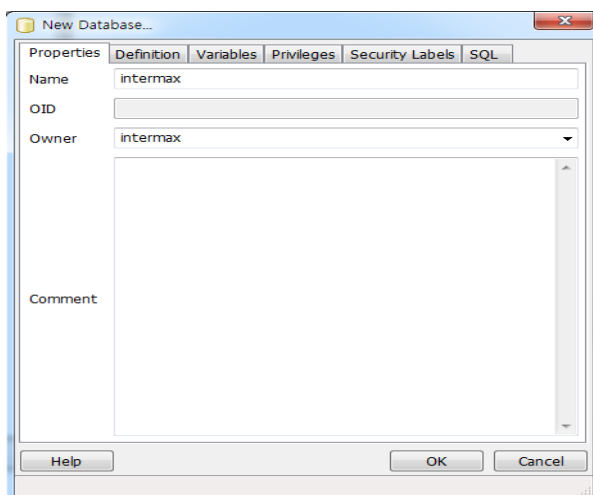 New Database...
Properties Definition Variables Privileges Security Labels SQL
Name intermax
OID
Owner intermax
Comment
Help OK Cancel